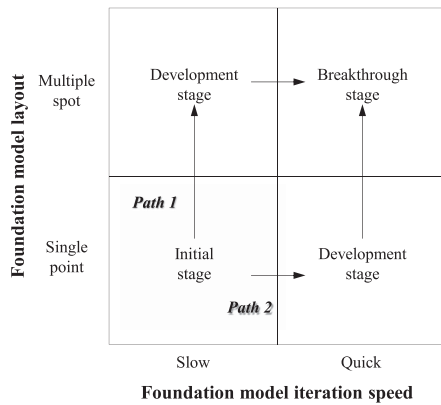 Foundation model layout
Multiple
spot
Development
stage
Breakthrough
stage
Path 1
Single
point
Initial
stage
Development
stage
Path 2
Slow
Quick
Foundation model iteration speed